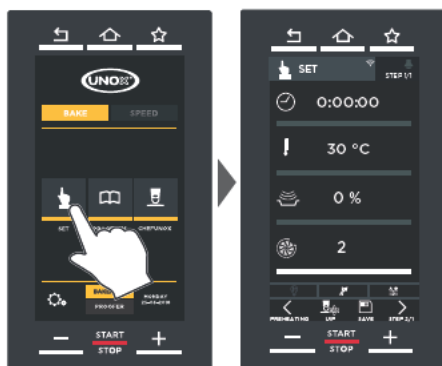 UNOX
BAKE SPEED
SET CHEFUNOX
BAKE
PROOFER
START
STOP
SET
STEP 1/1
0:00:00
30 °C
0 %
2
PREHEATING SAVE STEP 2/1
START
STOP